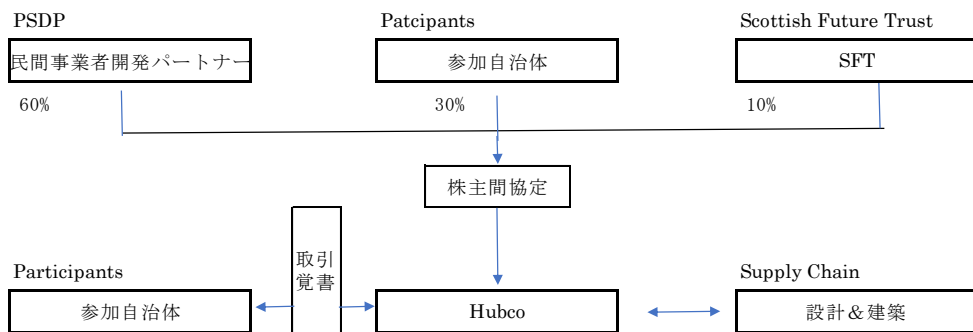 PSDP
Patcipants
Scottish Future Trust
民間事業者開発パートナー
参加自治体
SFT
60%
30%
10%
株主間協定
取引
覚書
Participants
Supply Chain
参加自治体
Hubco
設計＆建築